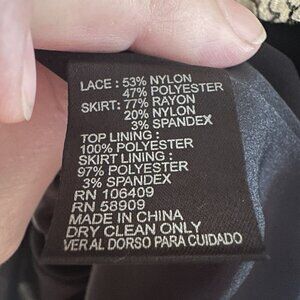 LACE : 53% NYLON
47% POLYESTER
SKIRT: 77% RAYON
20% NYLON
3% SPANDEX
TOP LINING :
100% POLYESTER
SKIRT LINING :
97% POLYESTER
3% SPANDEX
RN 106409
RN 58909
MADE IN CHINA
DRY CLEAN ONLY
VER AL DORSO PARA CUIDADO